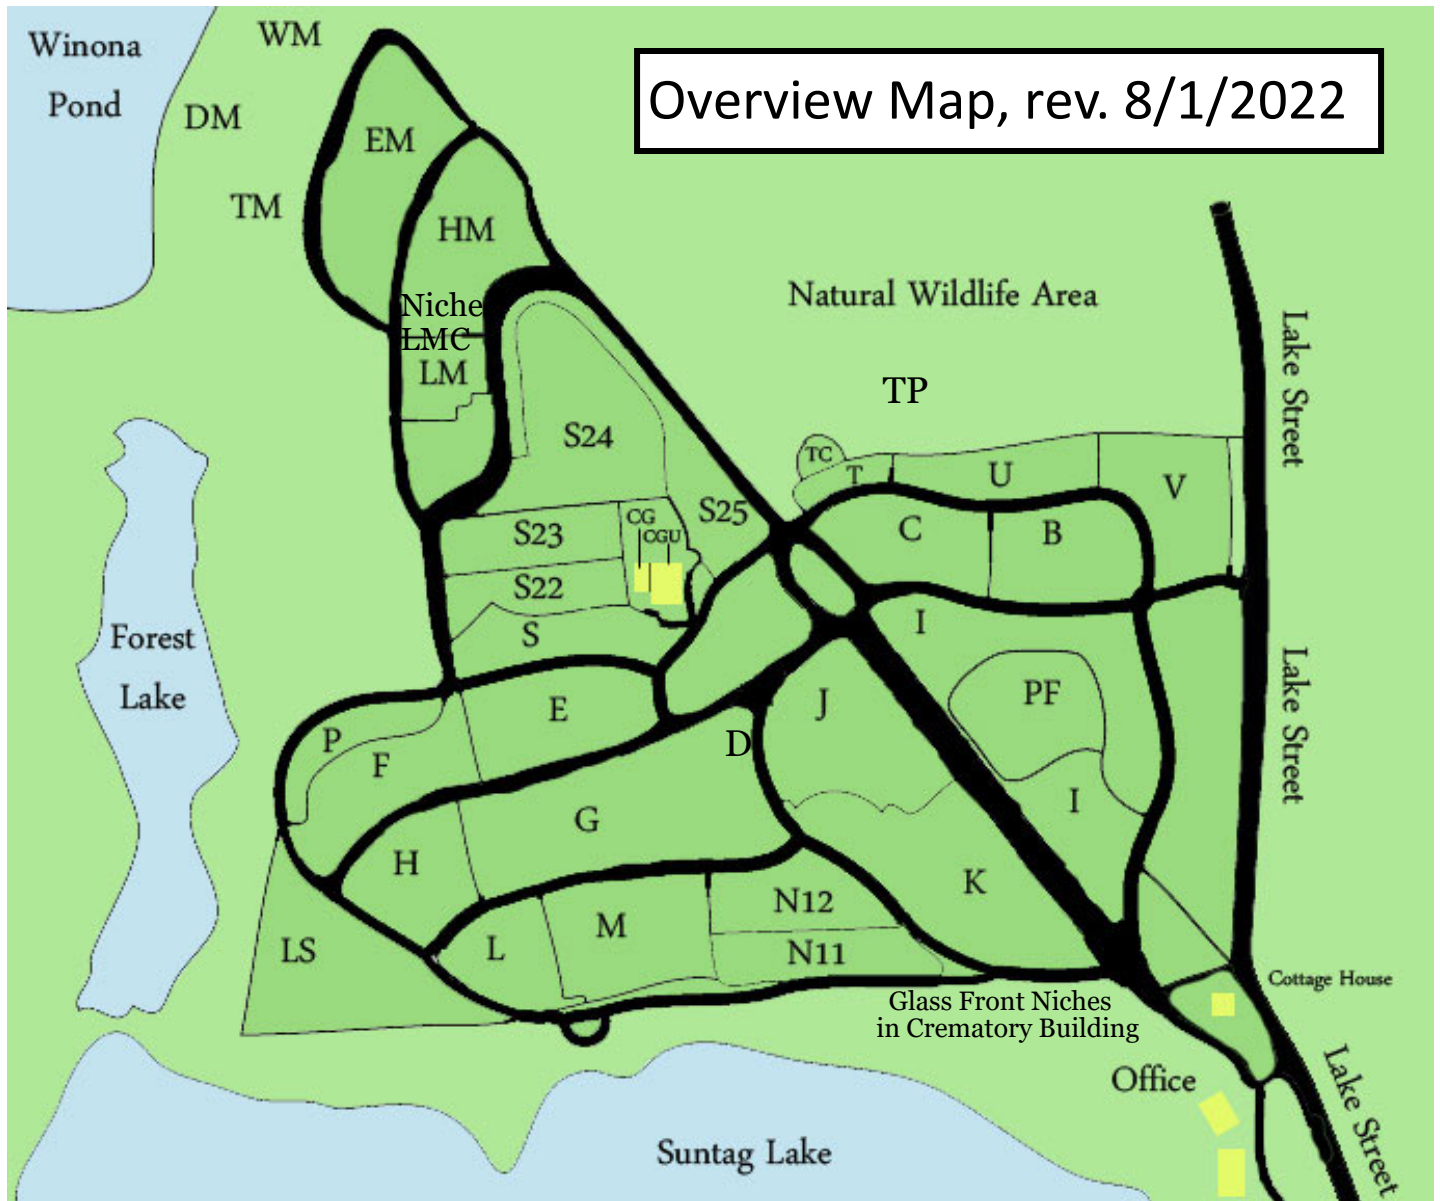 Winona
Pond
WM
DM
TM
EM
HM
Overview Map, rev. 8/1/2022
Natural Wildlife Area
Niche
LMC
LM
TP
Lake Street
S24
TC
T
U
V
S25
C
B
S23
CG
CGU
S22
S
I
Forest
Lake
PF
Lake Street
P
F
E
D
J
I
G
H
K
N12
N11
LS
L
M
Cottage House
Glass Front Niches
in Crematory Building
Office
Lake Street
Suntag Lake